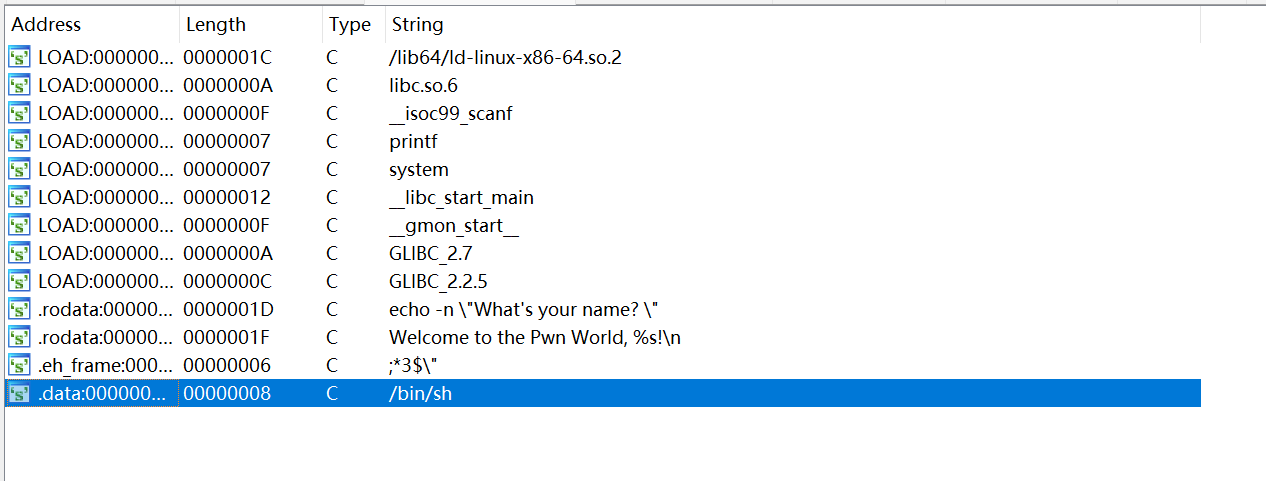 Address Length Type String
LOAD:000000... 0000001C C /lib64/ld-linux-x86-64.so.2
LOAD:000000... 0000000A C libc.so.6
LOAD:000000... 0000000F C __isoc99_scanf
LOAD:000000... 00000007 C printf
LOAD:000000... 00000007 C system
LOAD:000000... 00000012 C __libc_start_main
LOAD:000000... 0000000F C __gmon_start__
LOAD:000000... 0000000A C GLIBC_2.7
LOAD:000000... 0000000C C GLIBC_2.2.5
.rodata:00000... 0000001D C echo -n \"What's your name? \"
.rodata:00000... 0000001F C Welcome to the Pwn World, %s!\n
.eh_frame:000... 00000006 C ;*3$\"
.data:000000... 00000008 C /bin/sh